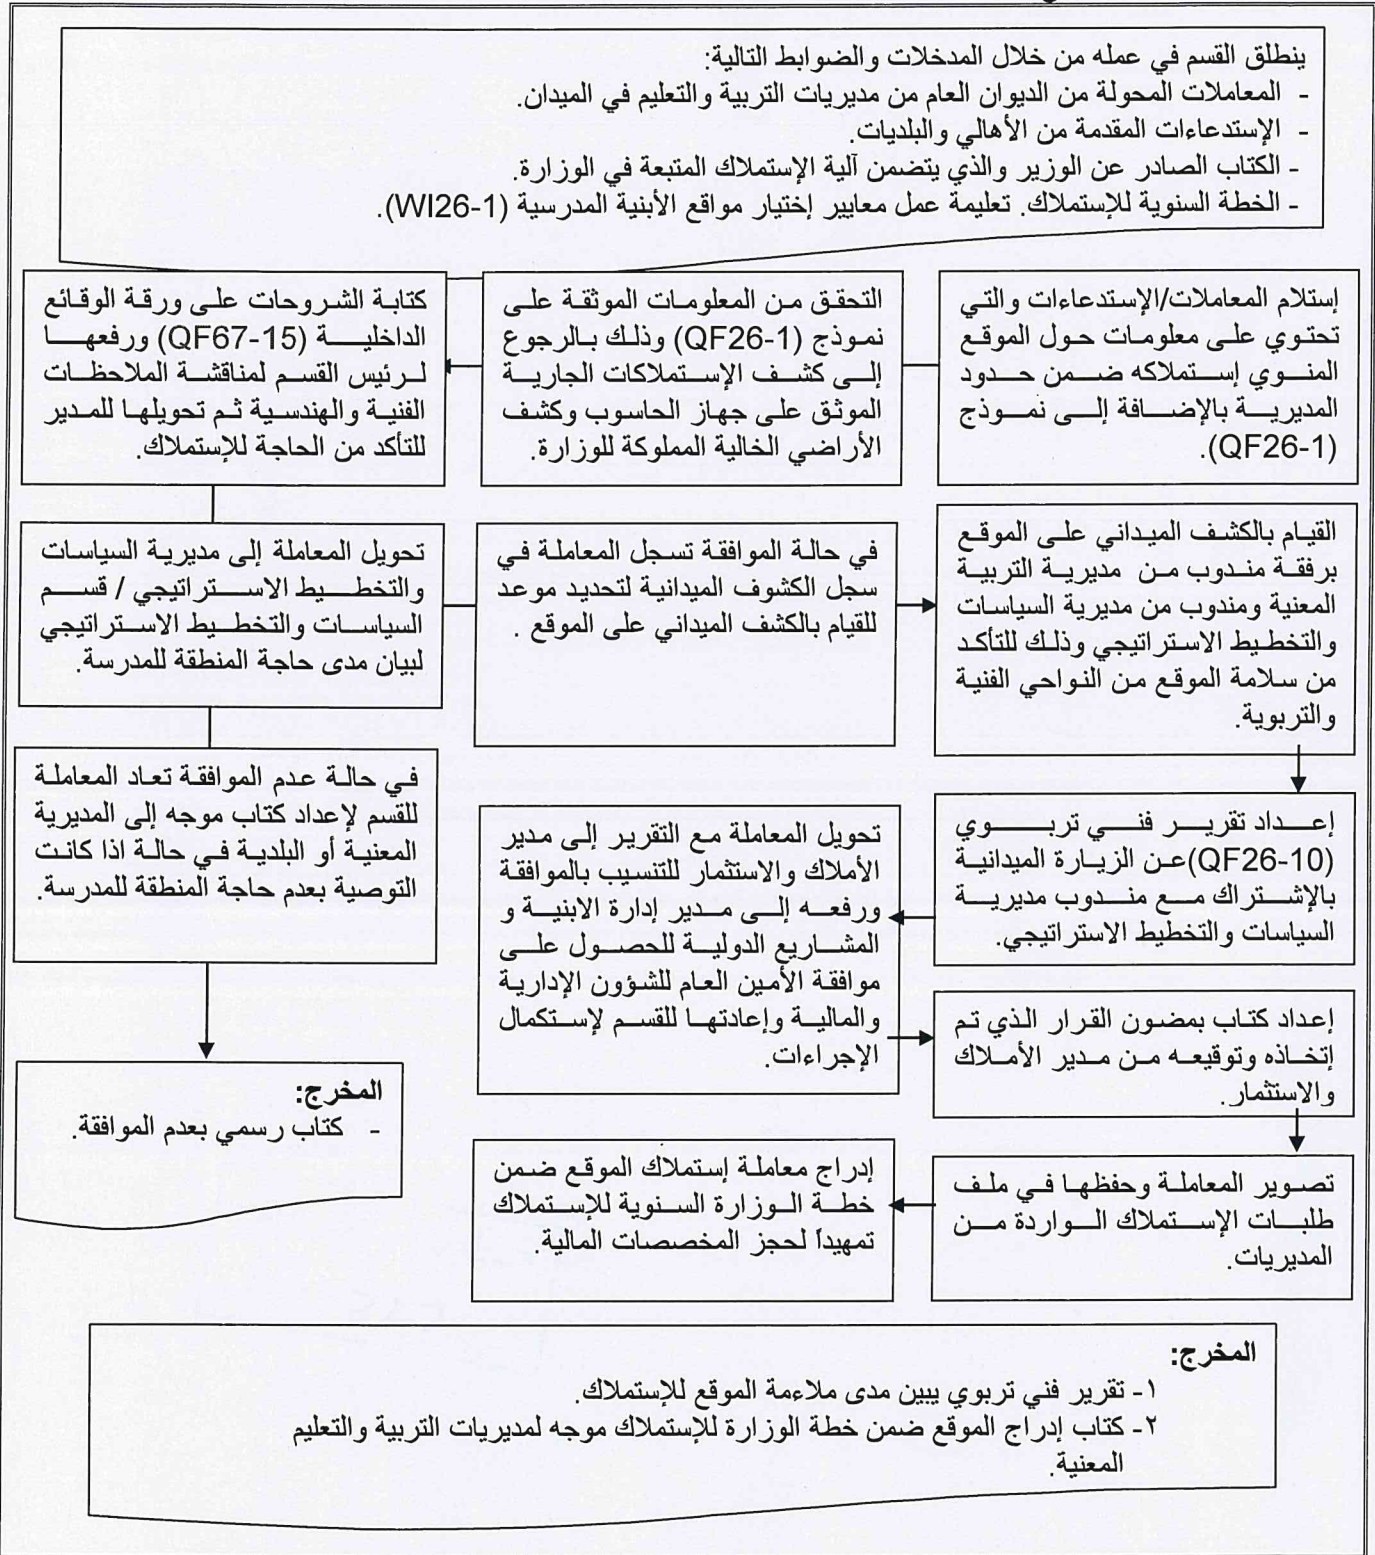 ينطلق القسم في عمله من خلال المدخلات والضوابط التالية:
- المعاملات المحولة من الديوان العام من مديريات التربية والتعليم في الميدان.
- الإستدعاءات المقدمة من الأهالي والبلديات.
- الكتاب الصادر عن الوزير والذي يتضمن آلية الإستملاك المتبعة في الوزارة.
- الخطة السنوية للإستملاك. تعليمة عمل معايير إختيار مواقع الأبنية المدرسية (WI26-1).
إستلام المعاملات/الإستدعاءات والتي
تحتوي على معلومات حول الموقع
المنوي إستملاكه ضمن حدود
المديرية بالإضافة إلى نموذج
(QF26-1).
التحقق من المعلومات الموثقة على
نموذج (QF26-1) وذلك بالرجوع
إلى كشف الإستملاكات الجارية
الموثق على جهاز الحاسوب وكشف
الأراضي الخالية المملوكة للوزارة.
كتابة الشروحات على ورقة الوقائع
الداخلية (QF67-15) ورفعها
لرئيس القسم لمناقشة الملاحظات
الفنية والهندسية ثم تحويلها للمدير
للتأكد من الحاجة للإستملاك.
تحويل المعاملة إلى مديرية السياسات
والتخطيط الاستراتيجي / قسم
السياسات والتخطيط الاستراتيجي
لبيان مدى حاجة المنطقة للمدرسة.
في حالة الموافقة تسجل المعاملة في
سجل الكشوف الميدانية لتحديد موعد
للقيام بالكشف الميداني على الموقع .
القيام بالكشف الميداني على الموقع
برفقة مندوب من مديرية التربية
المعنية ومندوب من مديرية السياسات
والتخطيط الاستراتيجي وذلك للتأكد
من سلامة الموقع من النواحي الفنية
والتربوية.
في حالة عدم الموافقة تعاد المعاملة
للقسم لإعداد كتاب موجه إلى المديرية
المعنية أو البلدية في حالة اذا كانت
التوصية بعدم حاجة المنطقة للمدرسة.
المخرج:
- كتاب رسمي بعدم الموافقة.
إعداد تقرير فني تربوي
(QF26-10)عن الزيارة الميدانية
بالإشتراك مع مندوب مديرية
السياسات والتخطيط الاستراتيجي.
تحويل المعاملة مع التقرير إلى مدير
الأملاك والاستثمار للتنسيب بالموافقة
ورفعه إلى مدير إدارة الابنية و
المشاريع الدولية للحصول على
موافقة الأمين العام للشؤون الإدارية
والمالية وإعادتها للقسم لإستكمال
الإجراءات.
إعداد كتاب بمضون القرار الذي تم
إتخاذه وتوقيعه من مدير الأملاك
والاستثمار.
تصوير المعاملة وحفظها في ملف
طلبات الإستملاك الواردة من
المديريات.
إدراج معاملة إستملاك الموقع ضمن
خطة الوزارة السنوية للإستملاك
تمهيداً لحجز المخصصات المالية.
المخرج:
١- تقرير فني تربوي يبين مدى ملاءمة الموقع للإستملاك.
٢- كتاب إدراج الموقع ضمن خطة الوزارة للإستملاك موجه لمديريات التربية والتعليم
المعنية.